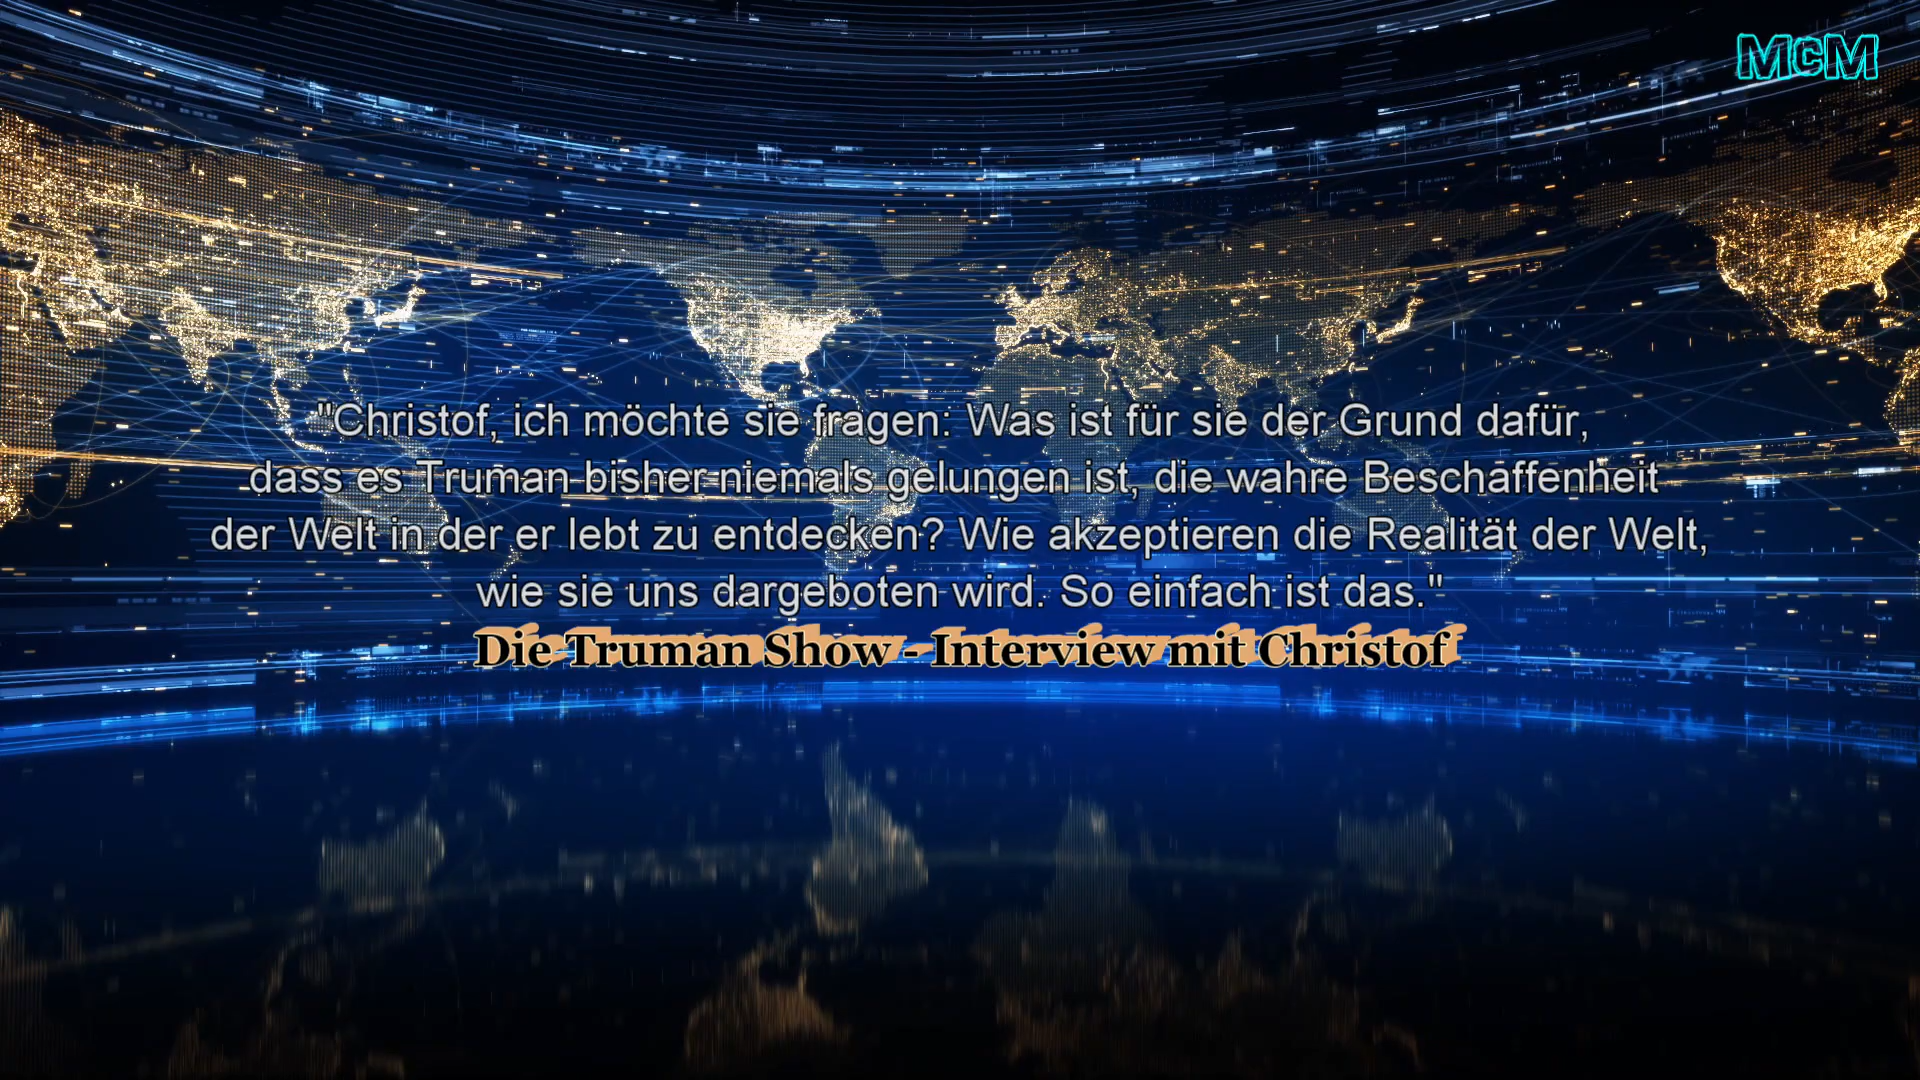 MCM
"Christof, ich möchte sie fragen: Was ist für sie der Grund dafür,
dass es Truman bisher niemals gelungen ist, die wahre Beschaffenheit
der Welt in der er lebt zu entdecken? Wie akzeptieren die Realität der Welt,
wie sie uns dargeboten wird. So einfach ist das."
Die Truman Show - Interview mit Christof